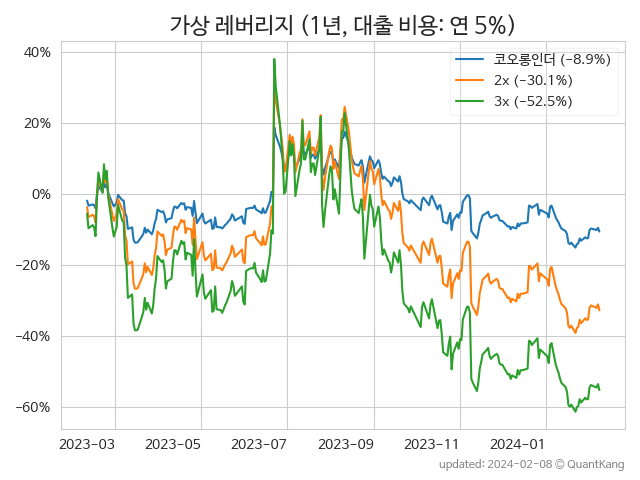 가상 레버리지 (1년, 대출 비용: 연 5%)
코오롱인더 (−8.9%)
2x (−30.1%)
3x (−52.5%)
40%
20%
0%
−20%
−40%
−60%
2023-03
2023-05
2023-07
2023-09
2023-11
2024-01
updated: 2024-02-08 © QuantKang